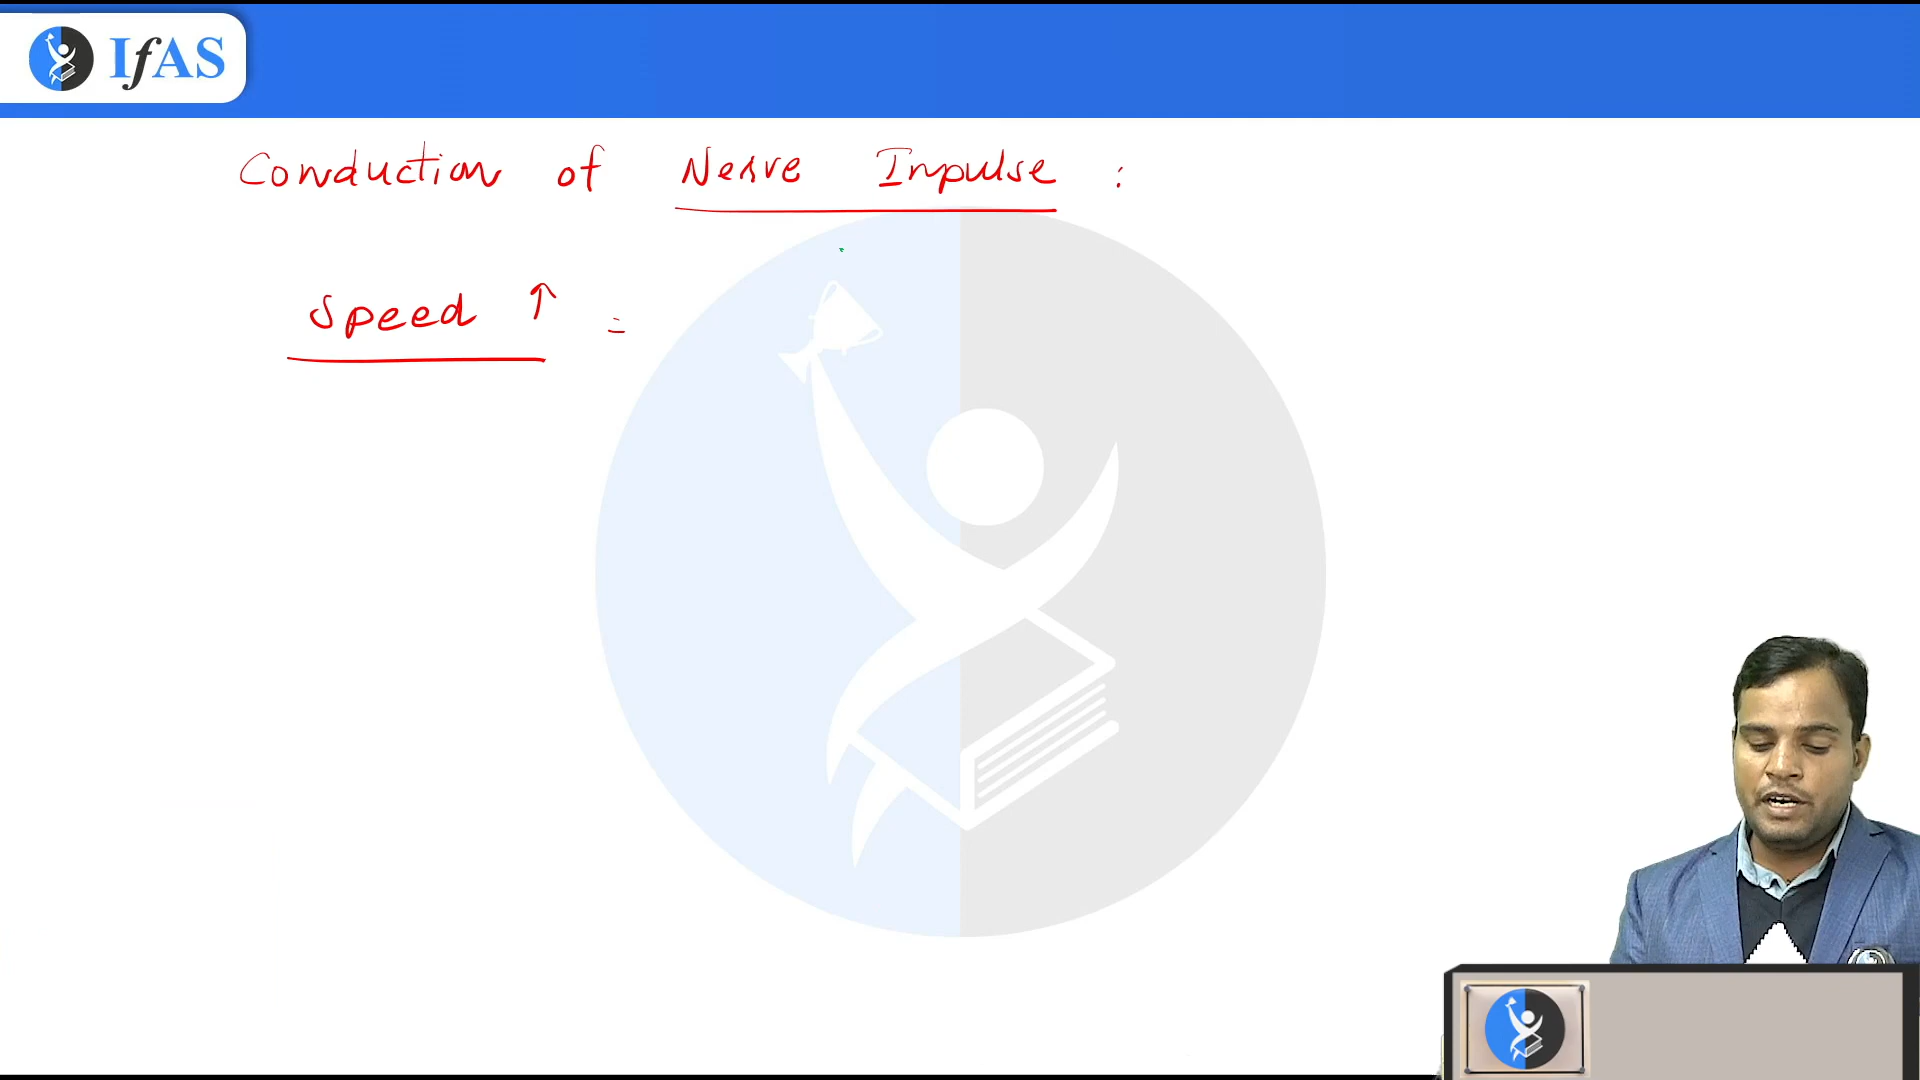 IfAS
Conduction of Nerve Impulse :
Speed ↑ =